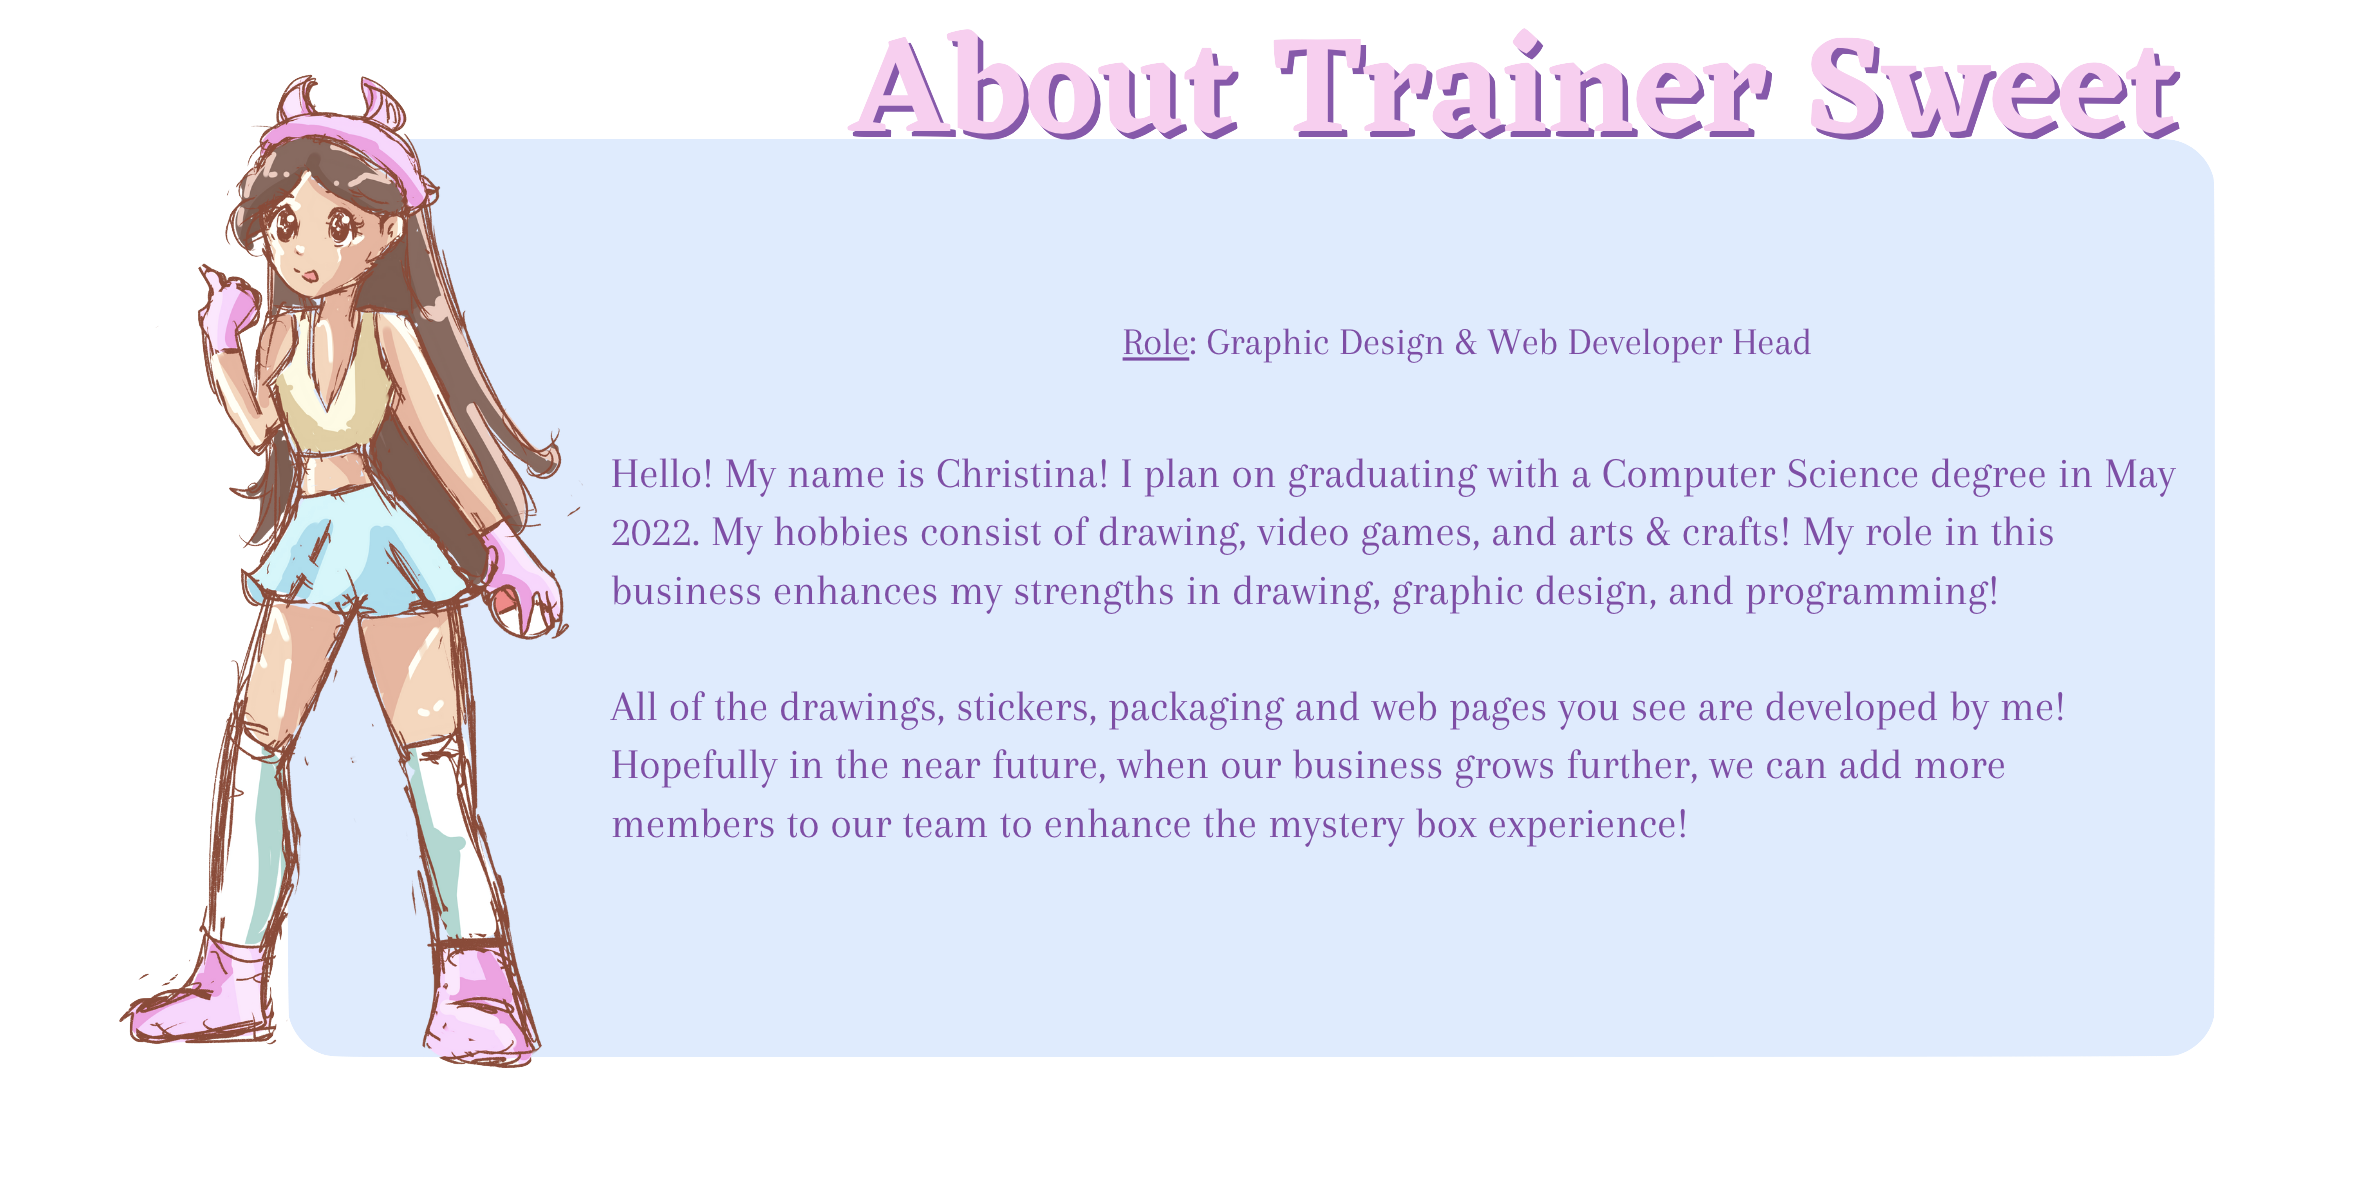 About Trainer Sweet
Role: Graphic Design & Web Developer Head
Hello! My name is Christina! I plan on graduating with a Computer Science degree in May
2022. My hobbies consist of drawing, video games, and arts & crafts! My role in this
business enhances my strengths in drawing, graphic design, and programming!
All of the drawings, stickers, packaging and web pages you see are developed by me!
Hopefully in the near future, when our business grows further, we can add more
members to our team to enhance the mystery box experience!